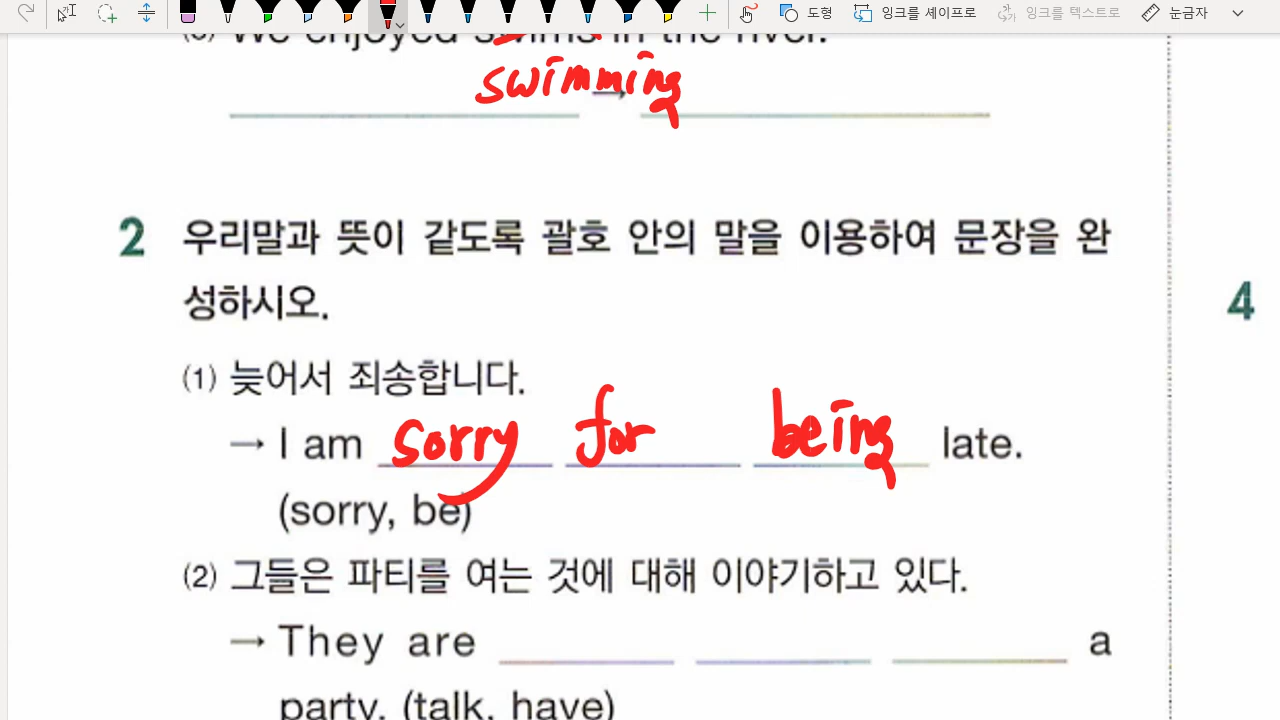 도형 잉크를 셰이프로 잉크를 텍스트로 눈금자
(3) We enjoyed swims in the river.
swimming
→
2 우리말과 뜻이 같도록 괄호 안의 말을 이용하여 문장을 완
성하시오.
4
(1) 늦어서 죄송합니다.
→ I am sorry for being late.
(sorry, be)
(2) 그들은 파티를 여는 것에 대해 이야기하고 있다.
→ They are a
party. (talk, have)